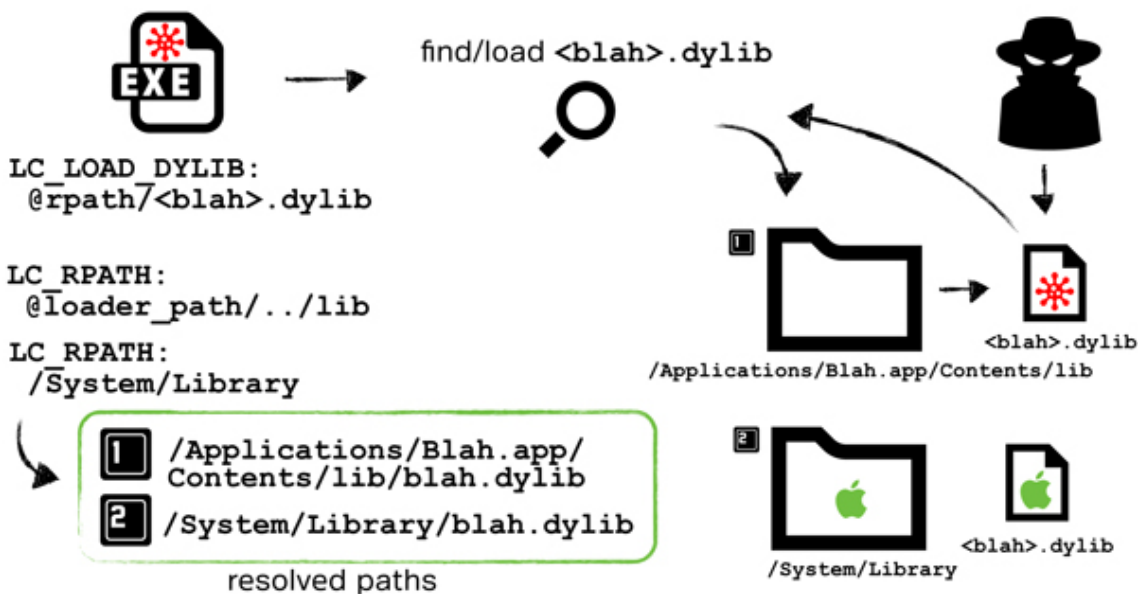 find/load <blah>.dylib
EXE
LC_LOAD_DYLIB:
@rpath/<blah>.dylib
LC_RPATH:
@loader_path/../lib
LC_RPATH:
/System/Library
1
/Applications/Blah.app/
Contents/lib/blah.dylib
2
/System/Library/blah.dylib
resolved paths
1
<blah>.dylib
/Applications/Blah.app/Contents/lib
2
<blah>.dylib
/System/Library